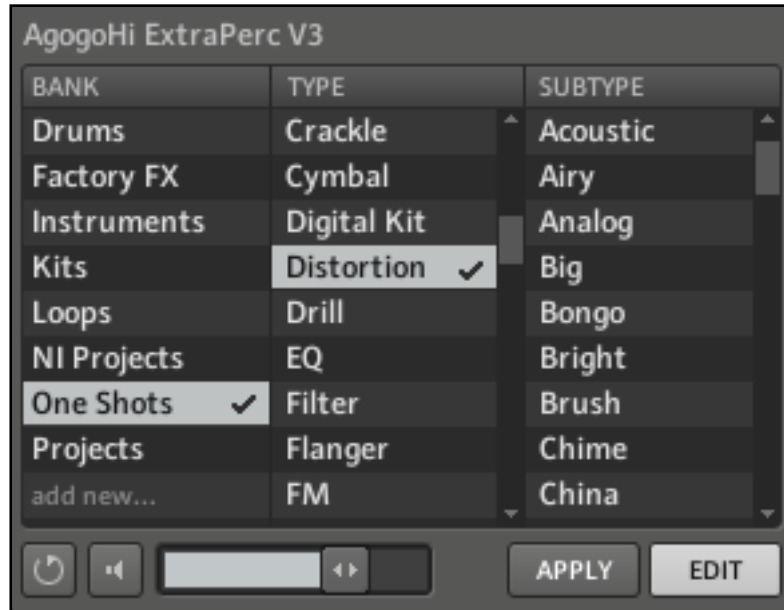 AgogoHi ExtraPerc V3
BANK TYPE SUBTYPE
Drums Crackle Acoustic
Factory FX Cymbal Airy
Instruments Digital Kit Analog
Kits Distortion Big
Loops Drill Bongo
NI Projects EQ Bright
One Shots Filter Brush
Projects Flanger Chime
add new... FM China
APPLY EDIT